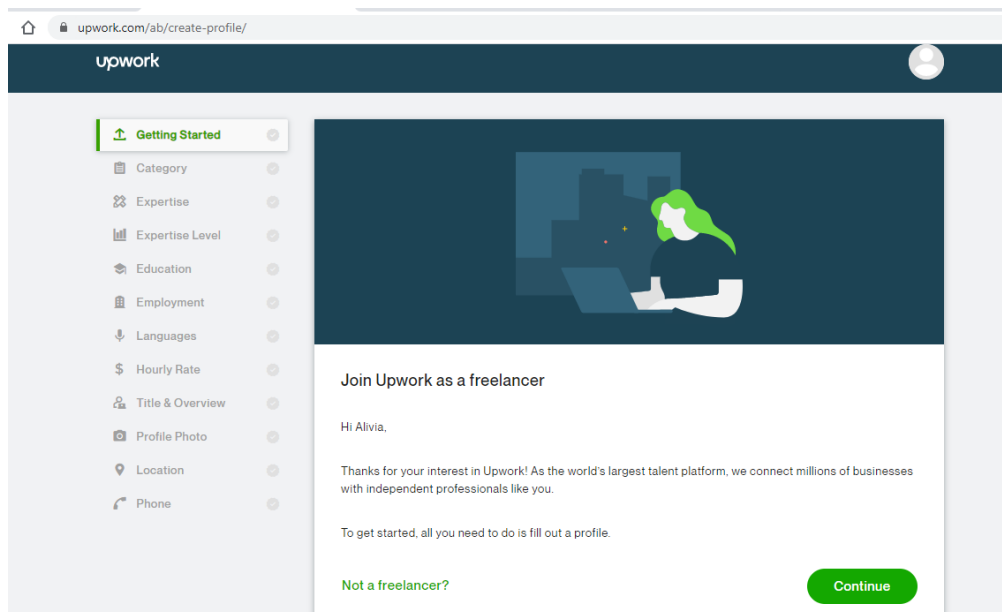 upwork.com/ab/create-profile/
upwork
Getting Started
Category
Expertise
Expertise Level
Education
Employment
Languages
$ Hourly Rate
Title & Overview
Profile Photo
Location
Phone
Join Upwork as a freelancer
Hi Alivia,
Thanks for your interest in Upwork! As the world's largest talent platform, we connect millions of businesses
with independent professionals like you.
To get started, all you need to do is fill out a profile.
Not a freelancer?
Continue